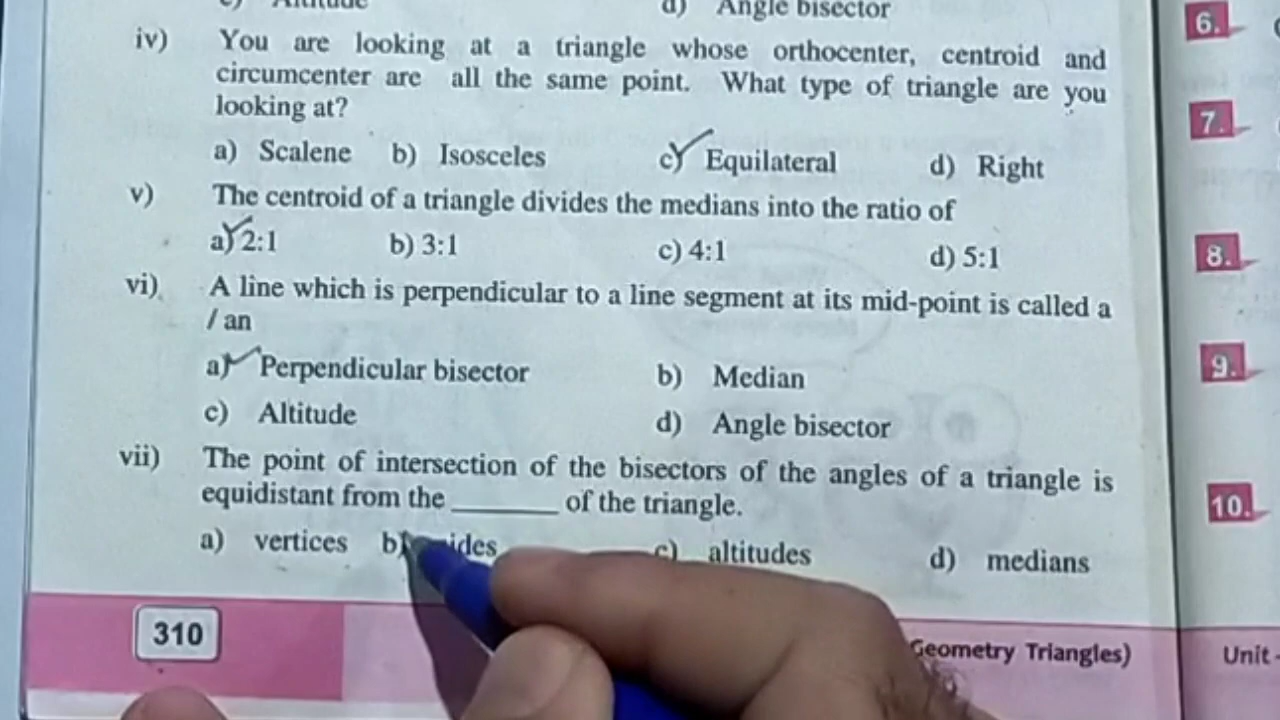 d) Angle bisector
iv) You are looking at a triangle whose orthocenter, centroid and
circumcenter are all the same point. What type of triangle are you
looking at?
a) Scalene b) Isosceles c) Equilateral d) Right
v) The centroid of a triangle divides the medians into the ratio of
a) 2:1 b) 3:1 c) 4:1 d) 5:1
vi) A line which is perpendicular to a line segment at its mid-point is called a
/ an
a) Perpendicular bisector b) Median
c) Altitude d) Angle bisector
vii) The point of intersection of the bisectors of the angles of a triangle is
equidistant from the ______ of the triangle.
a) vertices b) sides c) altitudes d) medians
310
Geometry Triangles)
6.
7.
8.
9.
10.
Unit -